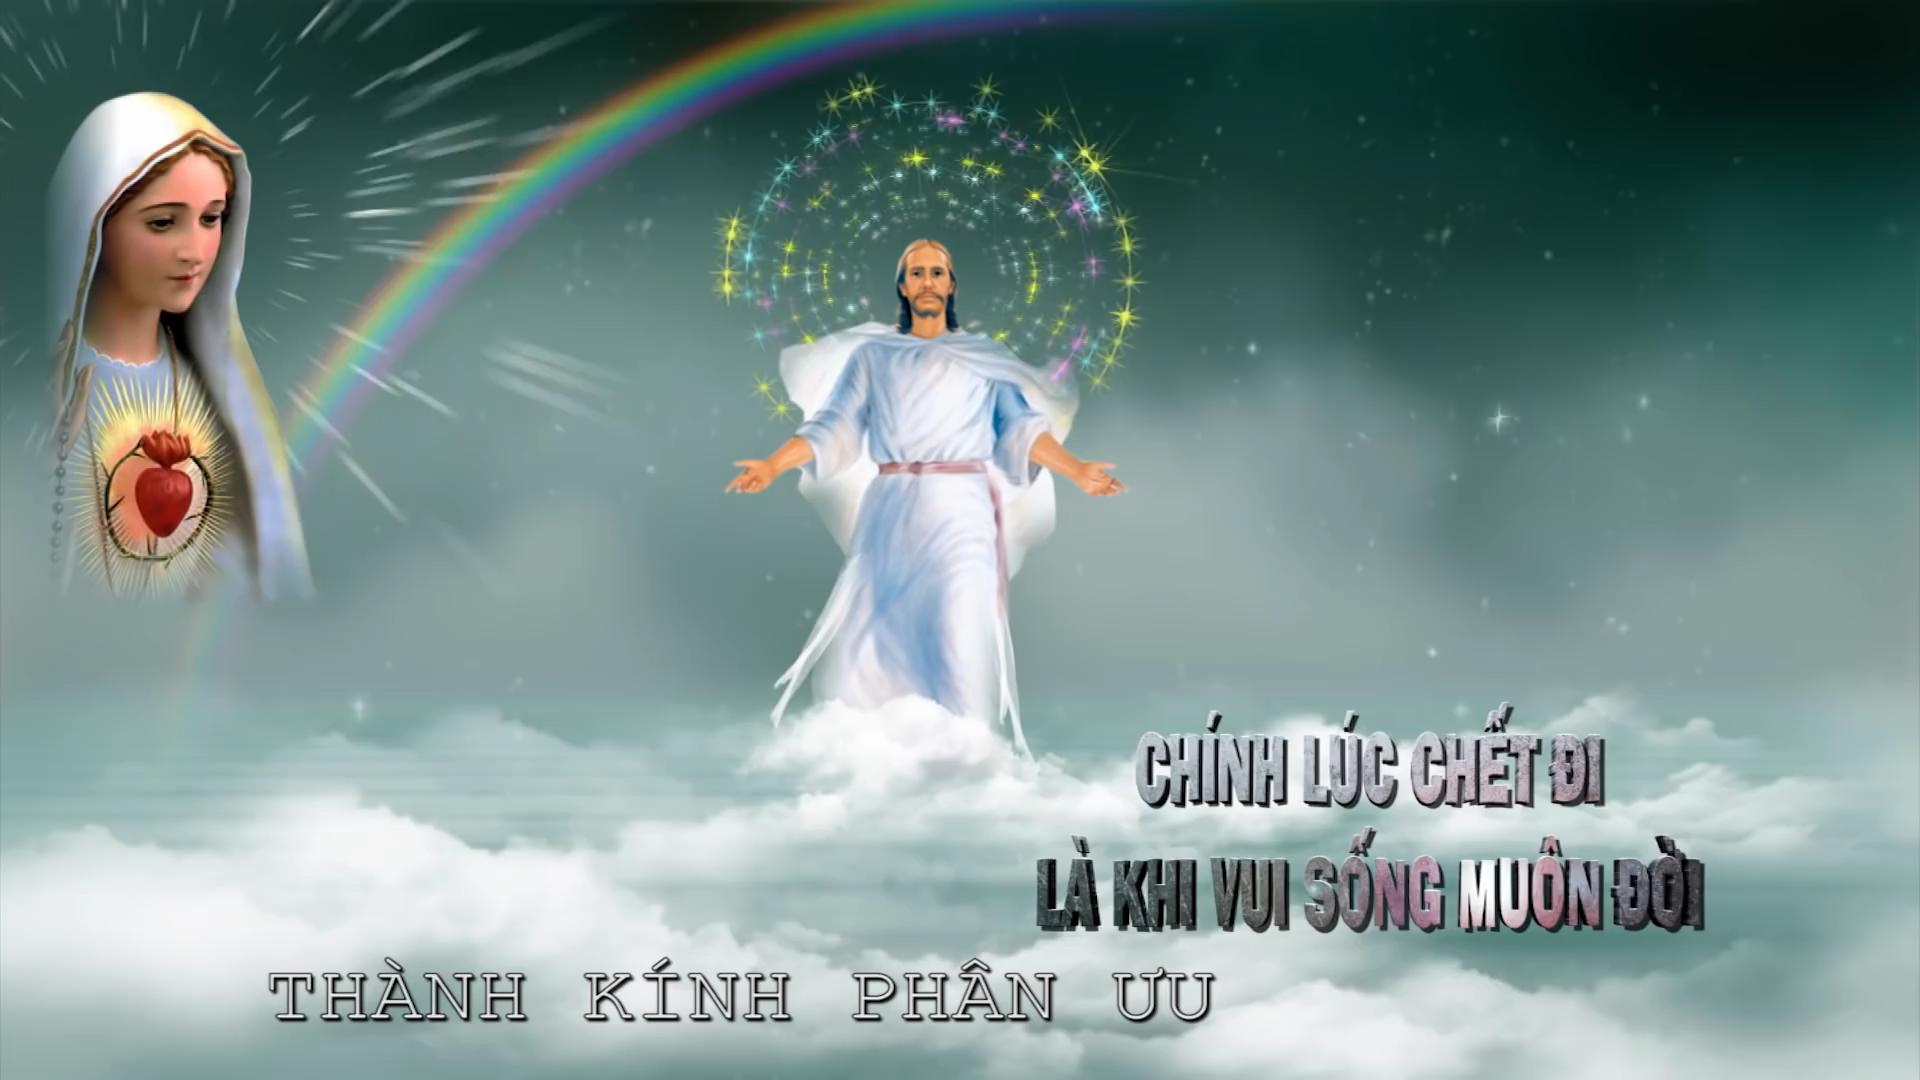 CHÍNH LÚC CHẾT ĐI
LÀ KHI VUI SỐNG MUÔN ĐỜI
THÀNH KÍNH PHÂN ƯU